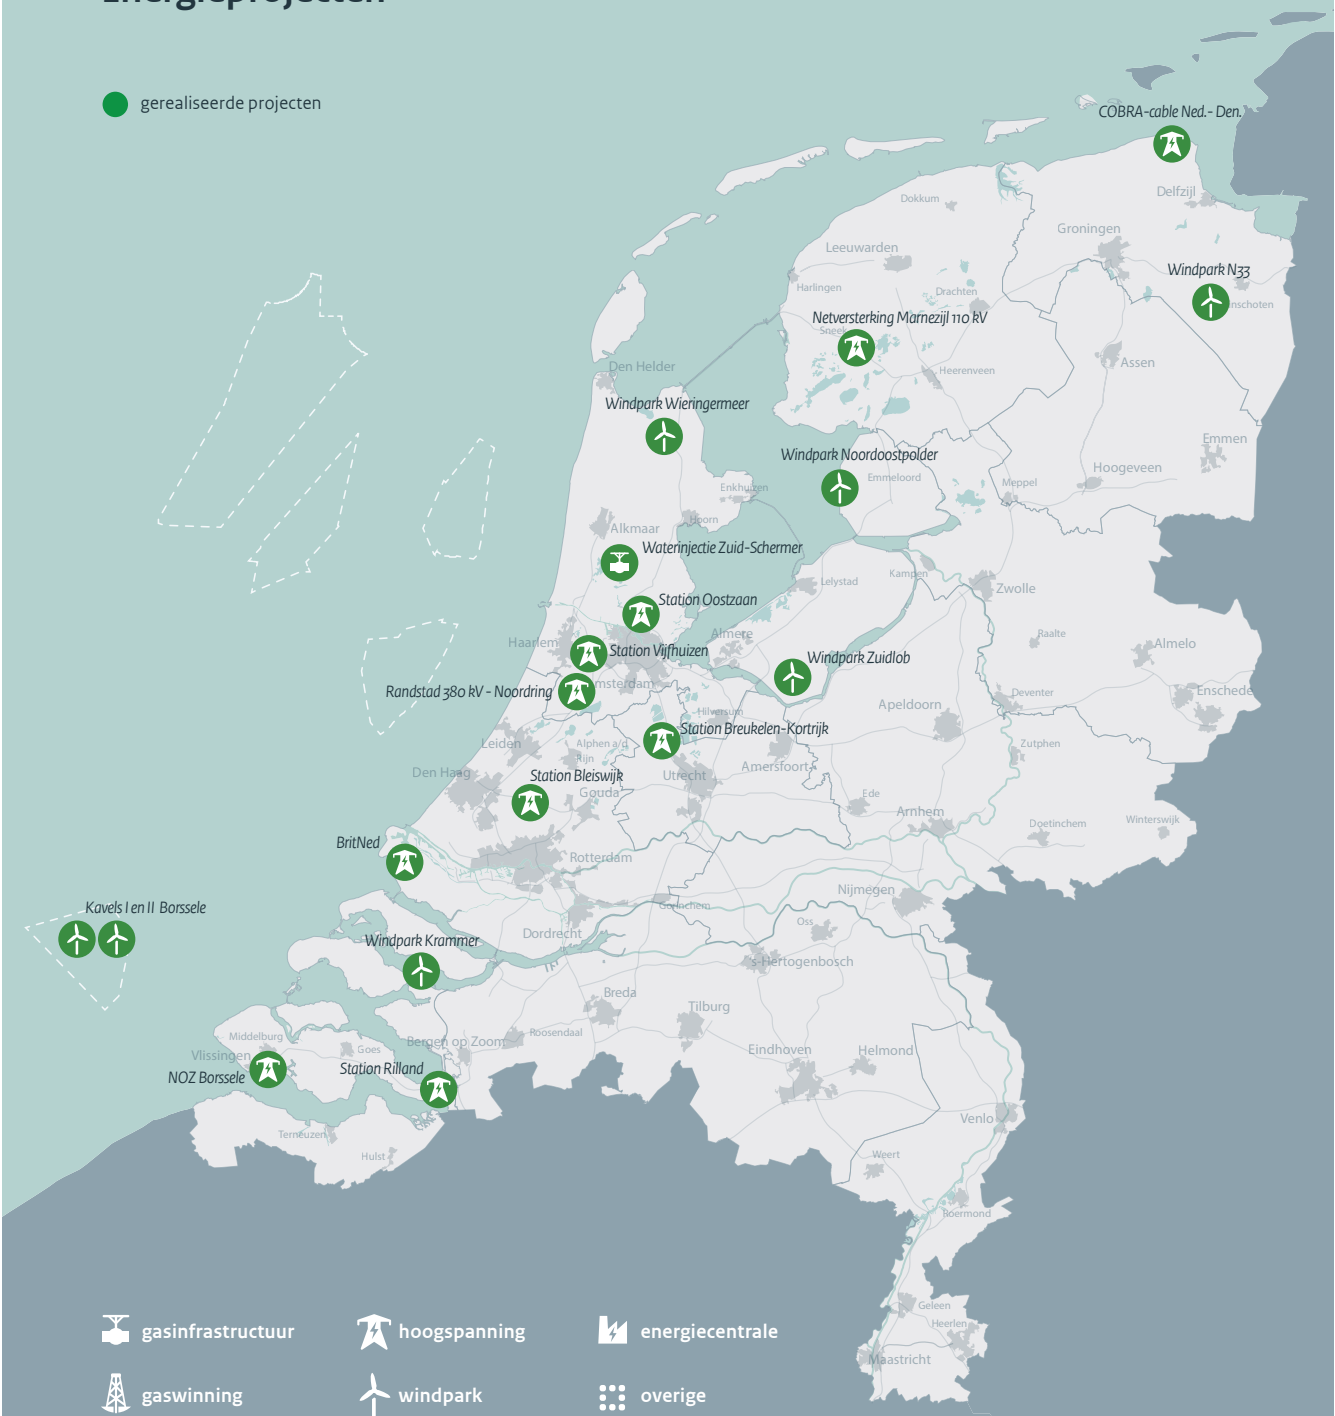 Energieprojecten
gerealiseerde projecten
COBRA-cable Ned.- Den.
Delfzijl
Dokkum
Groningen
Leeuwarden
Windpark N33
Harlingen
Drachten
nschoten
Netversterking Marnezijl 110 kV
Sneek
Assen
Den Helder
Heerenveen
Windpark Wieringermeer
Emmen
Windpark Noordoostpolder
Hoogeveen
Emmeloord
Meppel
Enkhuizen
Hoorn
Alkmaar
Waterinjectie Zuid-Schermer
Kampen
Lelystad
Zwolle
Station Oostzaan
Almere
Raalte
Haarlem
Almelo
Station Vijfhuizen
Windpark Zuidlob
msterdam
Randstad 380 kV - Noordring
Deventer
Enschede
Apeldoorn
Hilversum
Station Breukelen-Kortrijk
Leiden
Alphen a/d
Rijn
Zutphen
Amersfoort
Den Haag
Station Bleiswijk
Utrecht
Gouda
Ede
Arnhem
Doetinchem
Winterswijk
BritNed
Rotterdam
Nijmegen
Gorinchem
Kavels I en II Borssele
Oss
Dordrecht
Windpark Krammer
's-Hertogenbosch
Breda
Tilburg
Middelburg
Roosendaal
Bergen op Zoom
Goes
Vlissingen
Eindhoven
Helmond
Station Rilland
NOZ Borssele
Venlo
Terneuzen
Hulst
Weert
Roermond
Geleen
Heerlen
Maastricht
gasinfrastructuur
hoogspanning
energiecentrale
gaswinning
windpark
overige